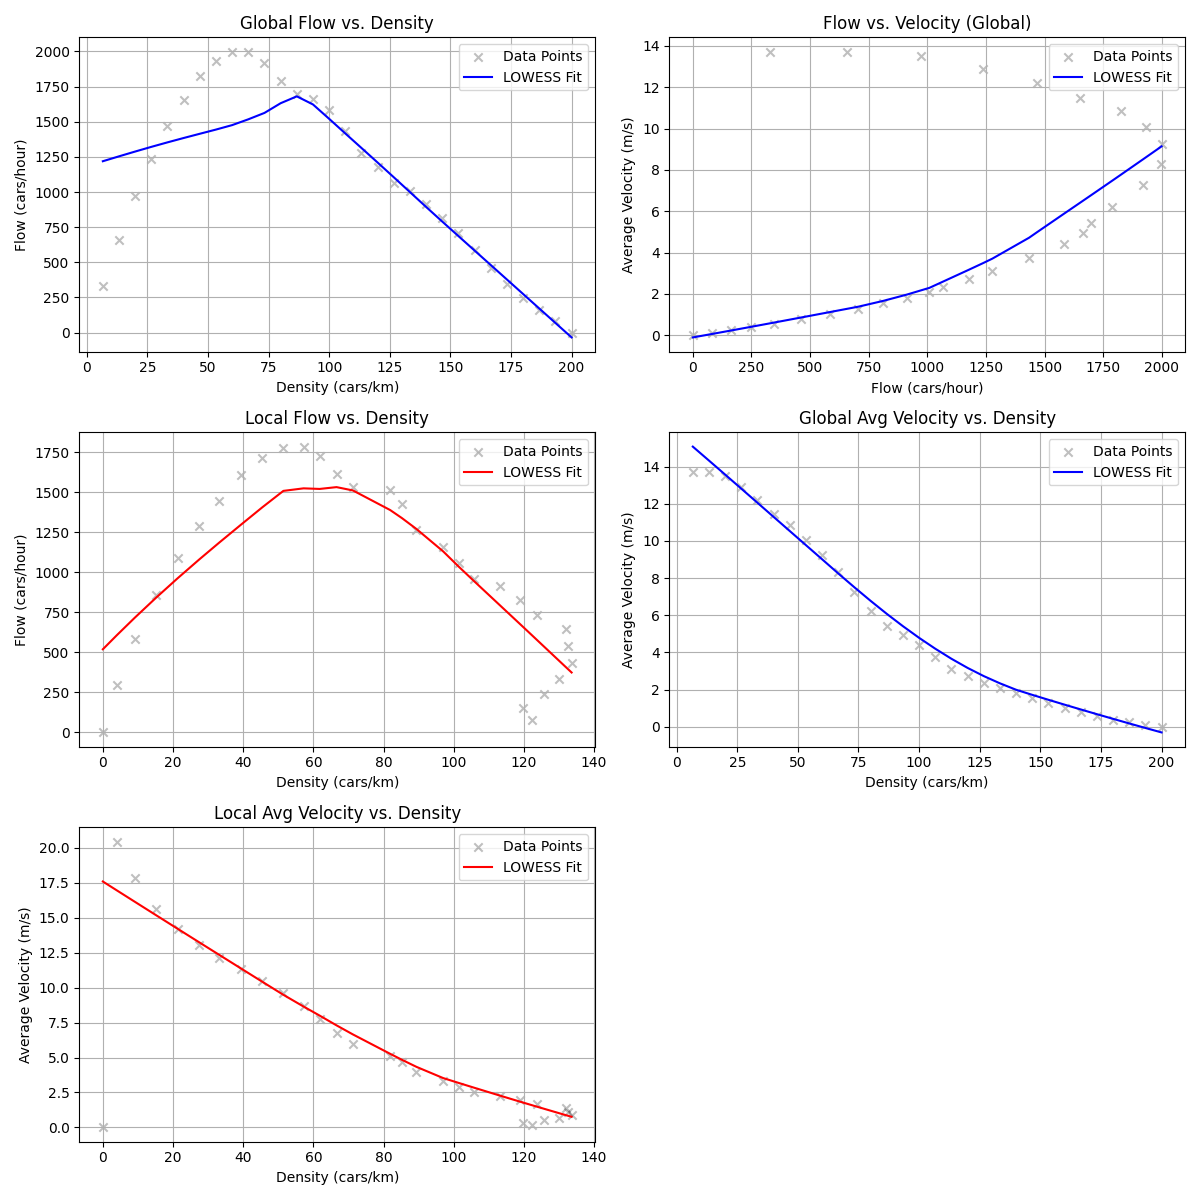 Global Flow vs. Density
Flow (cars/hour)
2000
1750
1500
1250
1000
750
500
250
0
Data Points
LOWESS Fit
0 25 50 75 100 125 150 175 200
Density (cars/km)
Flow vs. Velocity (Global)
Average Velocity (m/s)
14
12
10
8
6
4
2
0
Data Points
LOWESS Fit
0 250 500 750 1000 1250 1500 1750 2000
Flow (cars/hour)
Local Flow vs. Density
Flow (cars/hour)
1750
1500
1250
1000
750
500
250
0
Data Points
LOWESS Fit
0 20 40 60 80 100 120 140
Density (cars/km)
Global Avg Velocity vs. Density
Average Velocity (m/s)
14
12
10
8
6
4
2
0
Data Points
LOWESS Fit
0 25 50 75 100 125 150 175 200
Density (cars/km)
Local Avg Velocity vs. Density
Average Velocity (m/s)
20.0
17.5
15.0
12.5
10.0
7.5
5.0
2.5
0.0
Data Points
LOWESS Fit
0 20 40 60 80 100 120 140
Density (cars/km)